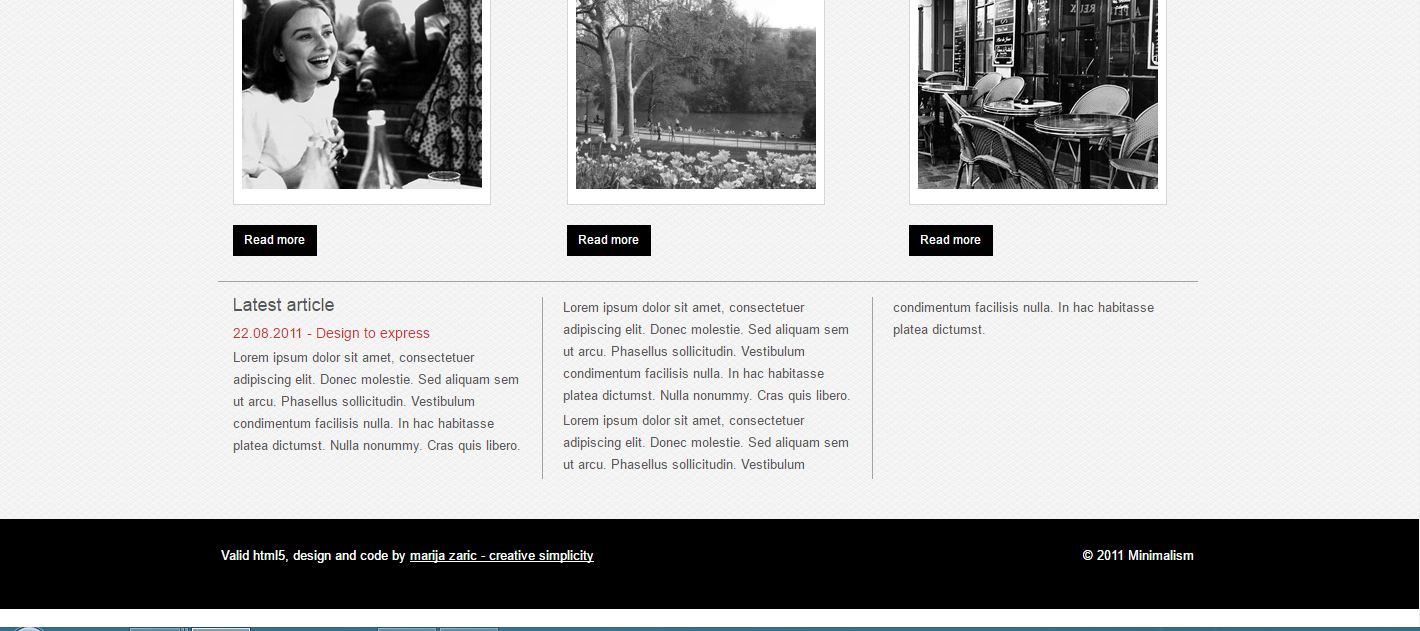 Read more
Read more
Read more
Latest article
22.08.2011 - Design to express
Lorem ipsum dolor sit amet, consectetuer
adipiscing elit. Donec molestie. Sed aliquam sem
ut arcu. Phasellus sollicitudin. Vestibulum
condimentum facilisis nulla. In hac habitasse
platea dictumst. Nulla nonummy. Cras quis libero.
Lorem ipsum dolor sit amet, consectetuer
adipiscing elit. Donec molestie. Sed aliquam sem
ut arcu. Phasellus sollicitudin. Vestibulum
condimentum facilisis nulla. In hac habitasse
platea dictumst. Nulla nonummy. Cras quis libero.
Lorem ipsum dolor sit amet, consectetuer
adipiscing elit. Donec molestie. Sed aliquam sem
ut arcu. Phasellus sollicitudin. Vestibulum
condimentum facilisis nulla. In hac habitasse
platea dictumst.
Valid html5, design and code by marija zaric - creative simplicity
© 2011 Minimalism